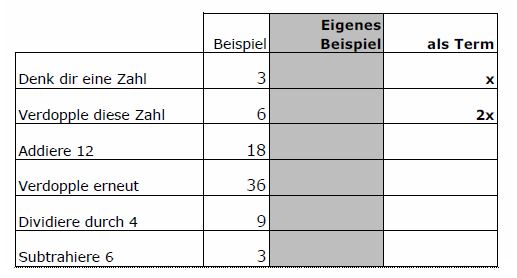 Beispiel Eigenes Beispiel als Term
Denk dir eine Zahl 3 x
Verdopple diese Zahl 6 2x
Addiere 12 18
Verdopple erneut 36
Dividiere durch 4 9
Subtrahiere 6 3